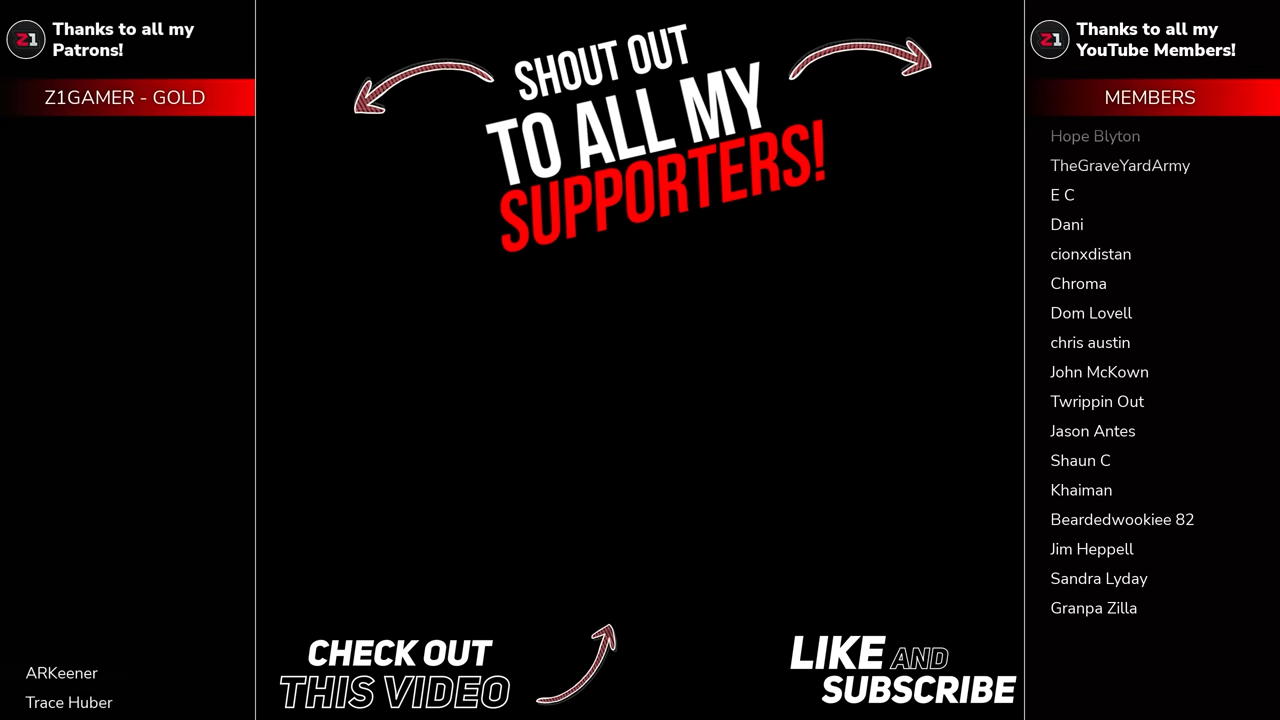 Z1
Thanks to all my
Patrons!
Z1GAMER - GOLD
ARKeener
Trace Huber
SHOUT OUT
TO ALL MY
SUPPORTERS!
CHECK OUT
THIS VIDEO
LIKE AND
SUBSCRIBE
Z1
Thanks to all my
YouTube Members!
MEMBERS
Hope Blyton
TheGraveYardArmy
E C
Dani
cionxdistan
Chroma
Dom Lovell
chris austin
John McKown
Twrippin Out
Jason Antes
Shaun C
Khaiman
Beardedwookiee 82
Jim Heppell
Sandra Lyday
Granpa Zilla